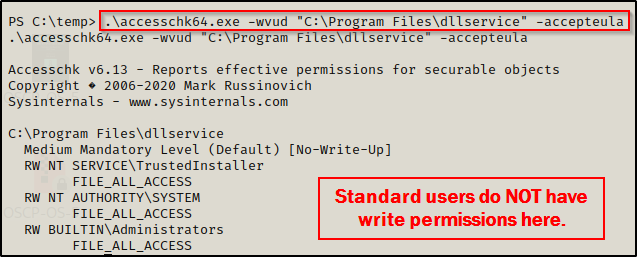 PS C:\temp> .\accesschk64.exe -wvud "C:\Program Files\dllservice" -accepteula
.\accesschk64.exe -wvud "C:\Program Files\dllservice" -accepteula
Accesschk v6.13 - Reports effective permissions for securable objects
Copyright � 2006-2020 Mark Russinovich
Sysinternals - www.sysinternals.com
C:\Program Files\dllservice
Medium Mandatory Level (Default) [No-Write-Up]
RW NT SERVICE\TrustedInstaller
FILE_ALL_ACCESS
RW NT AUTHORITY\SYSTEM
FILE_ALL_ACCESS
RW BUILTIN\Administrators
FILE_ALL_ACCESS
Standard users do NOT have
write permissions here.